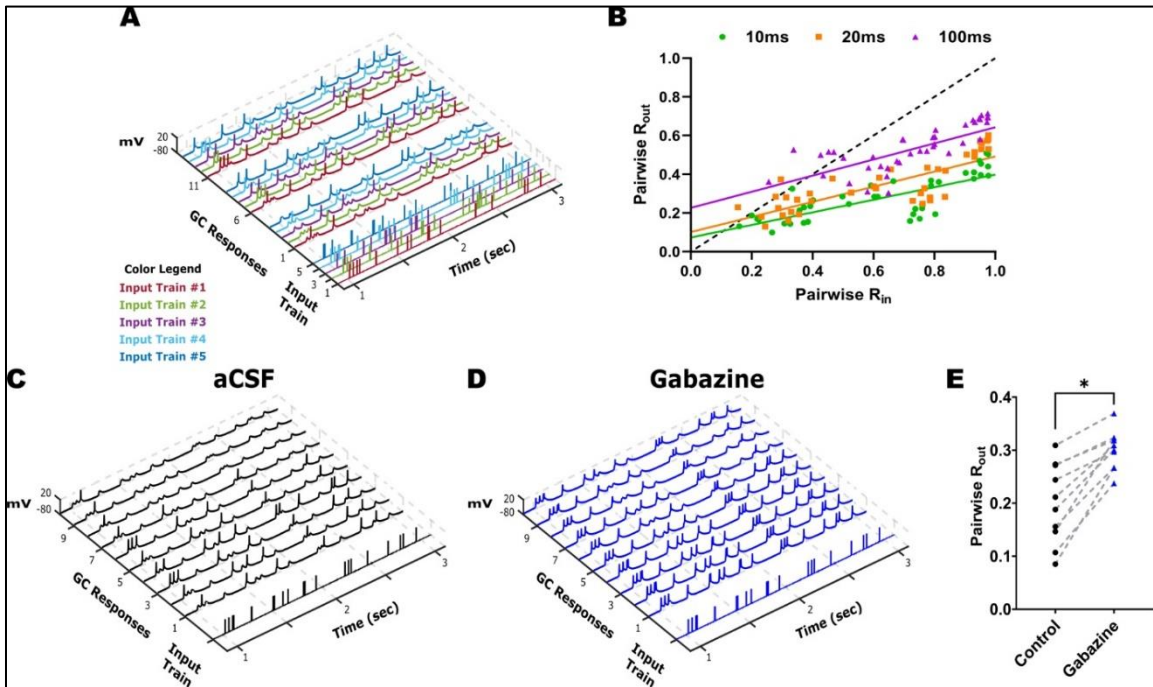 A
mV
20
-80
11
6
1
GC Responses
5
3
1
Input
Train
1
2
3
Time (sec)
Color Legend
Input Train #1
Input Train #2
Input Train #3
Input Train #4
Input Train #5
B
10ms 20ms 100ms
Pairwise Rout
1.0
0.8
0.6
0.4
0.2
0.0
0.0 0.2 0.4 0.6 0.8 1.0
Pairwise Rin
C
aCSF
mV
20
-80
9
7
5
3
1
GC Responses
Input
Train
1
2
3
Time (sec)
D
Gabazine
mV
20
-80
9
7
5
3
1
GC Responses
Input
Train
1
2
3
Time (sec)
E
*
Pairwise Rout
0.4
0.3
0.2
0.1
0.0
Control
Gabazine